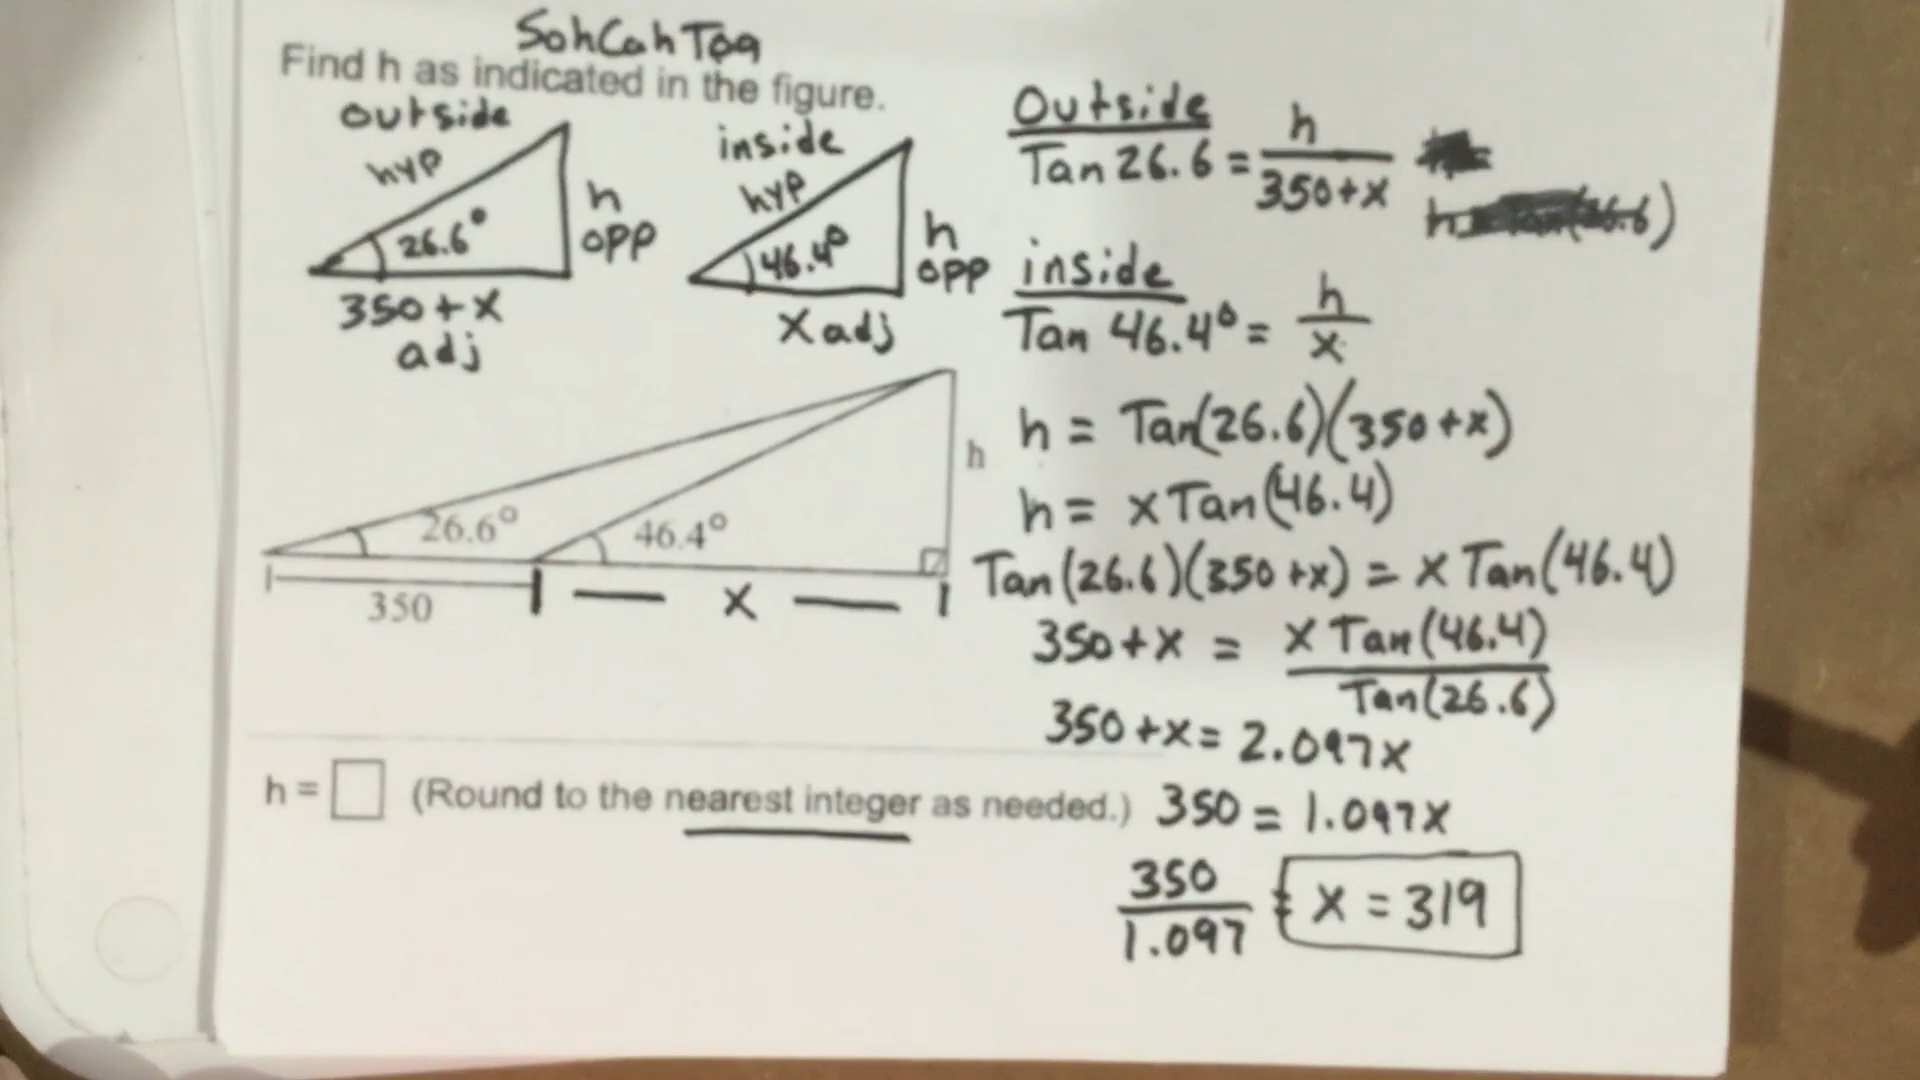 SohCahToa
Find h as indicated in the figure.
outside
hyp
26.6°
h
opp
350+x
adj
inside
hyp
46.4°
h
opp
x adj
26.6°
46.4°
h
350
x
h = (Round to the nearest integer as needed.)
Outside
Tan 26.6 = h / 350+x
inside
Tan 46.4° = h / x
h = Tan(26.6)(350+x)
h = x Tan(46.4)
Tan(26.6)(350+x) = x Tan(46.4)
350+x = x Tan(46.4) / Tan(26.6)
350+x = 2.097x
350 = 1.097x
350 / 1.097 = x = 319